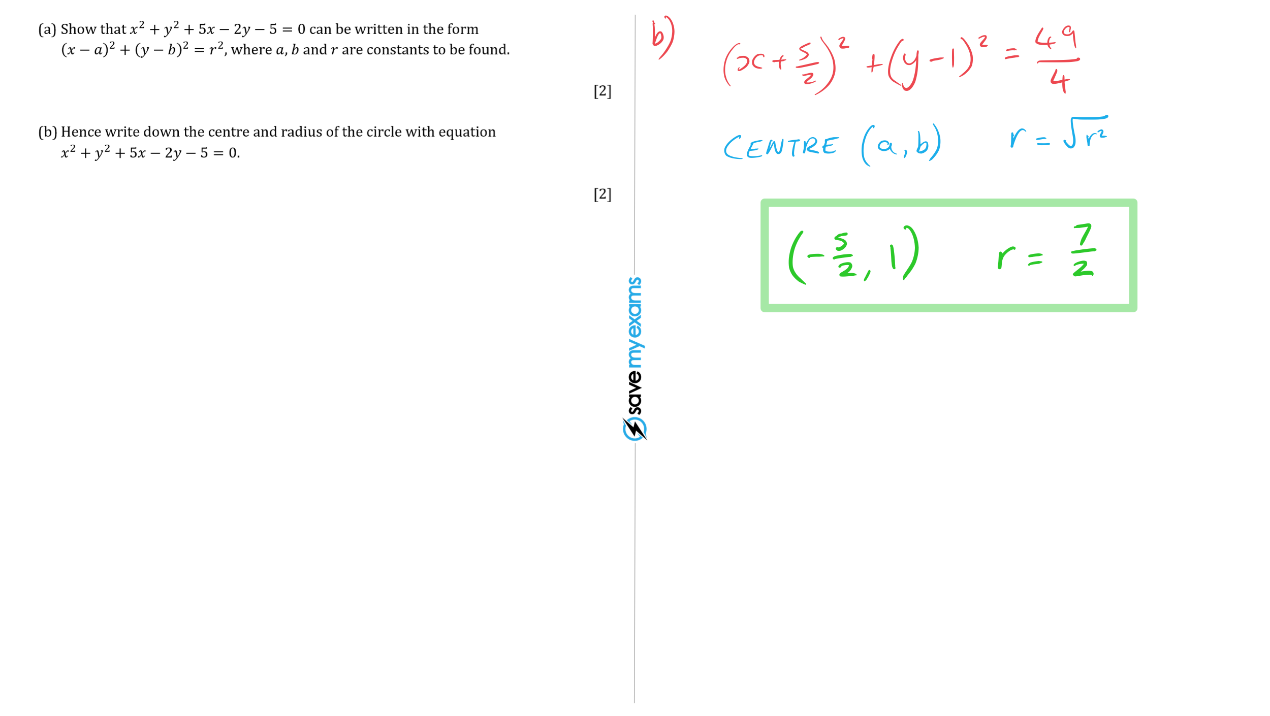 (a) Show that x² + y² + 5x − 2y − 5 = 0 can be written in the form
(x − a)² + (y − b)² = r², where a, b and r are constants to be found.
[2]
(b) Hence write down the centre and radius of the circle with equation
x² + y² + 5x − 2y − 5 = 0.
[2]
savemyexams
b) (x + 5/2)² + (y − 1)² = 49/4
CENTRE (a, b) r = √r²
(−5/2, 1) r = 7/2